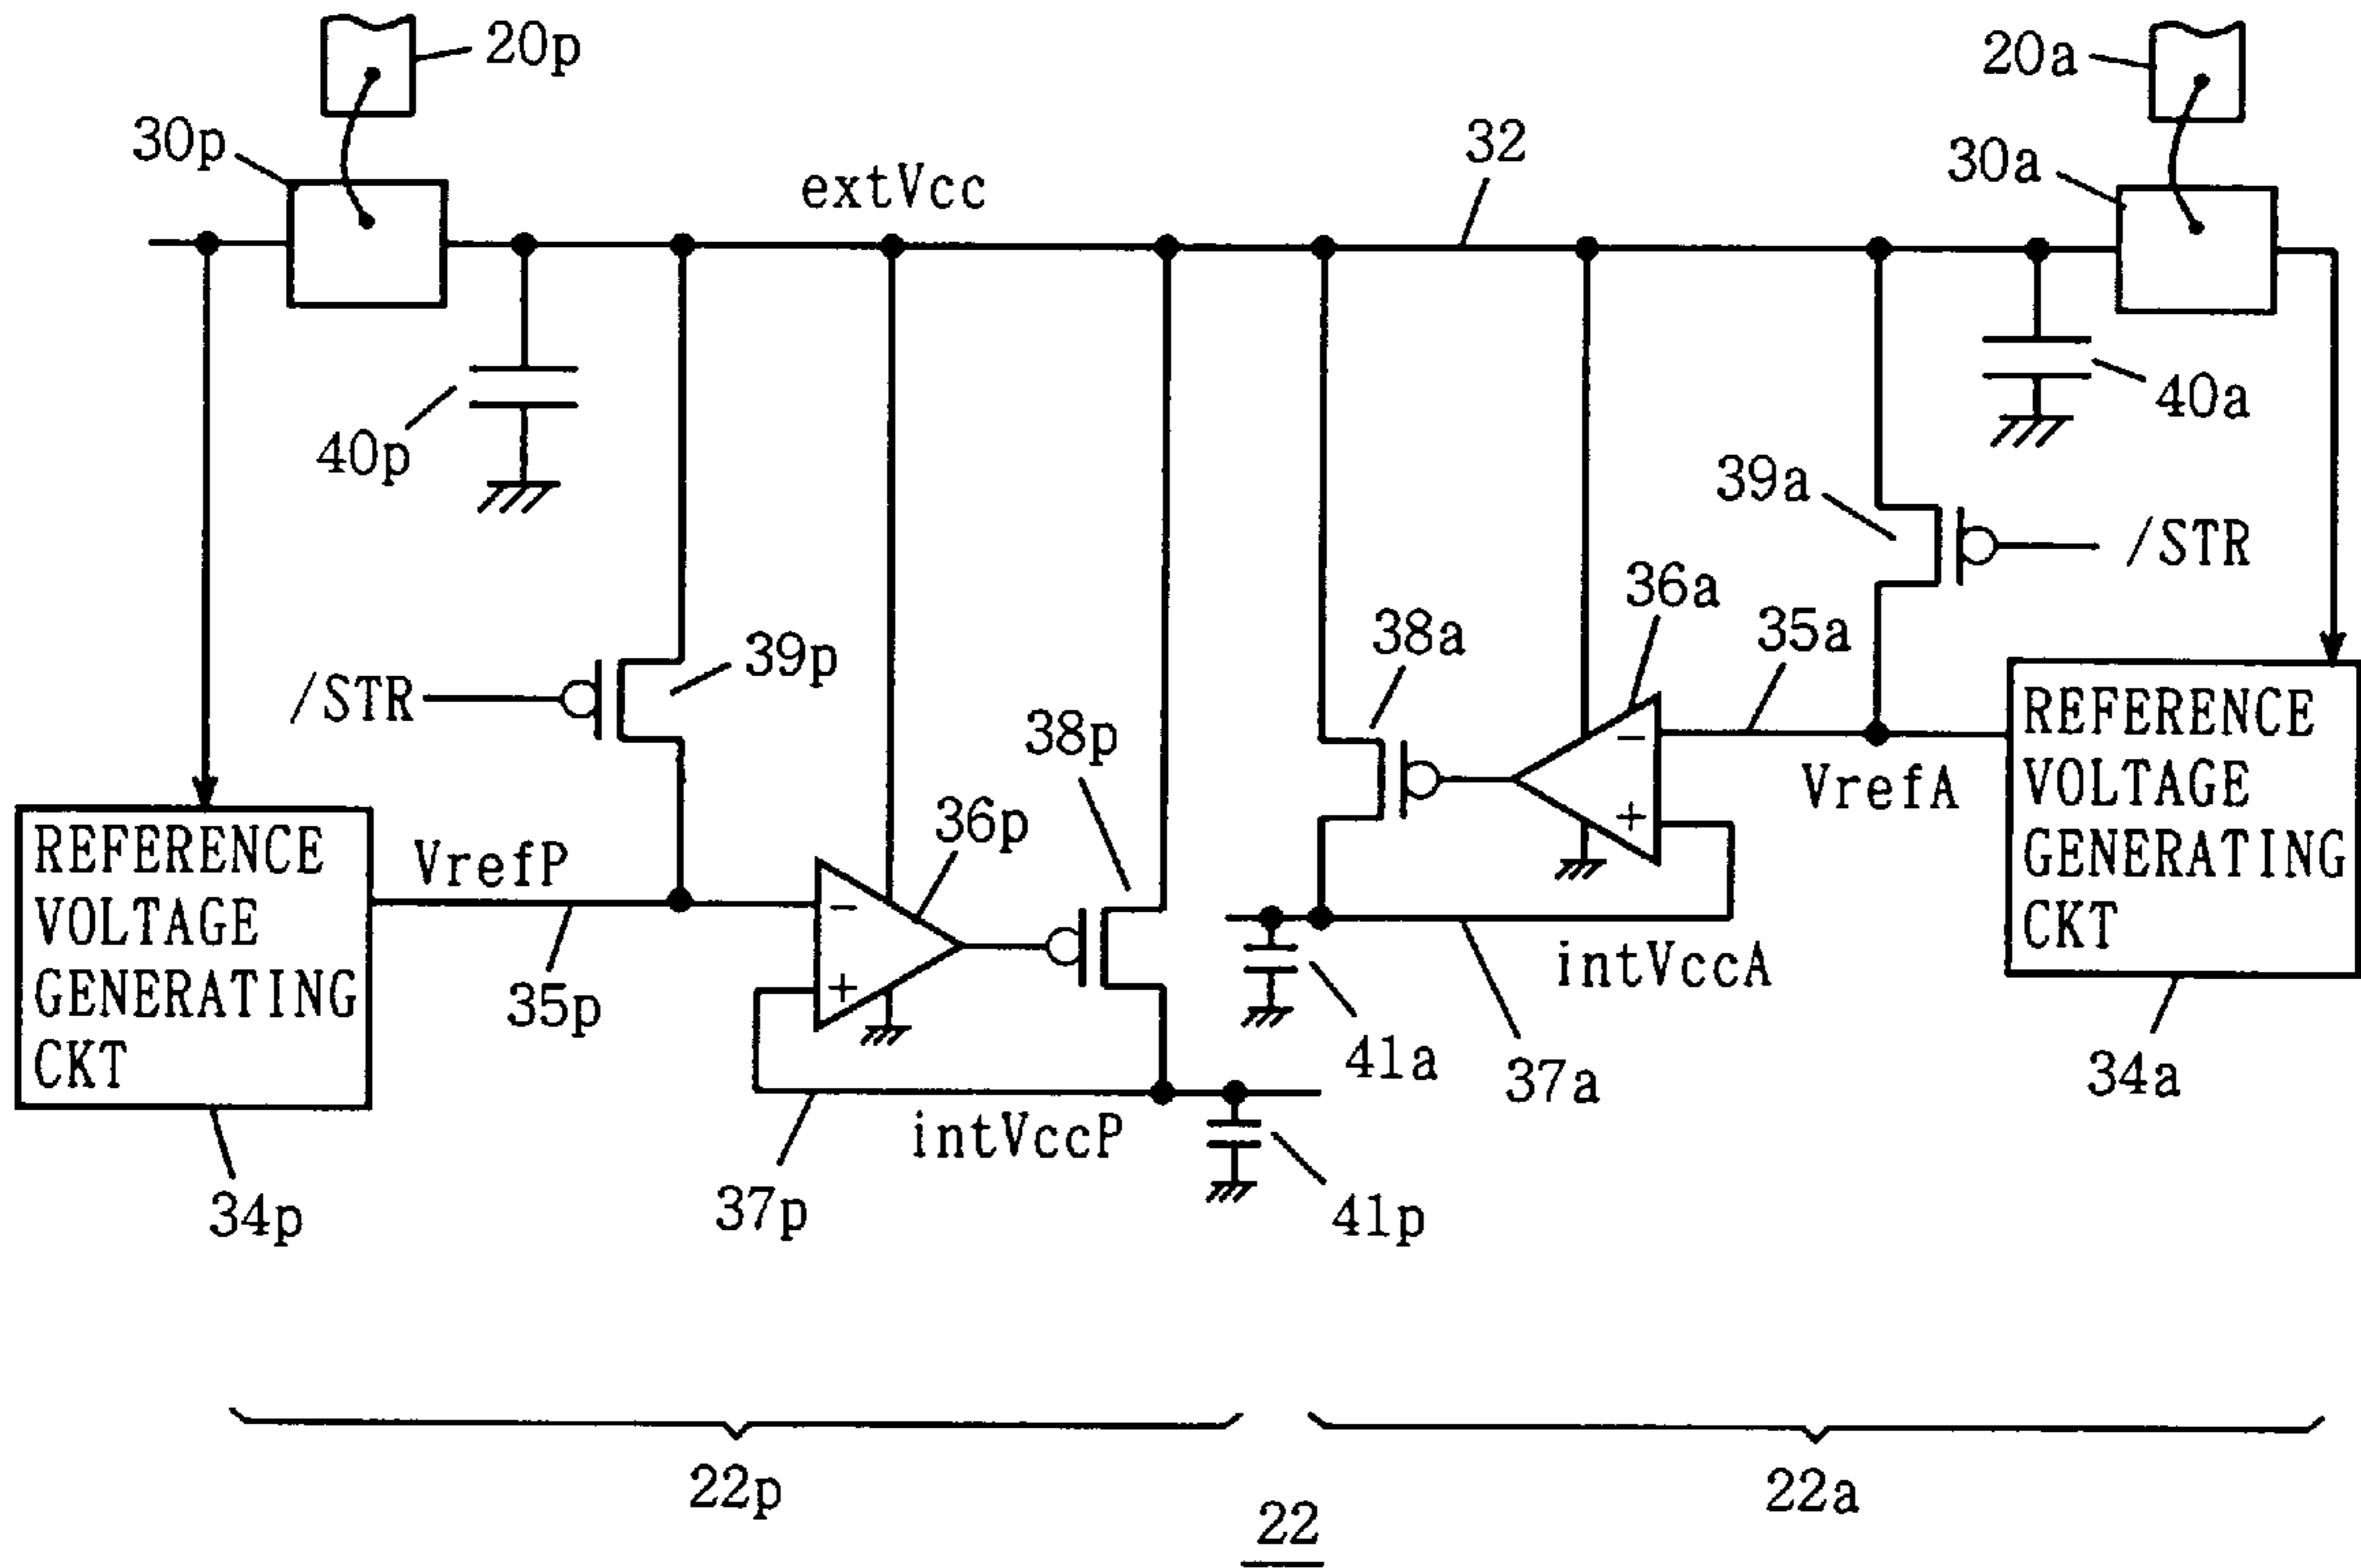 20p
20a
30p
extVcc
32
30a
40p
40a
39a
/STR
36a
38a
35a
39p
/STR
38p
REFERENCE
VOLTAGE
GENERATING
CKT
VrefA
-
+
36p
VrefP
REFERENCE
VOLTAGE
GENERATING
CKT
-
+
35p
intVccA
41a
37a
34a
intVccP
37p
41p
34p
22p
22a
22